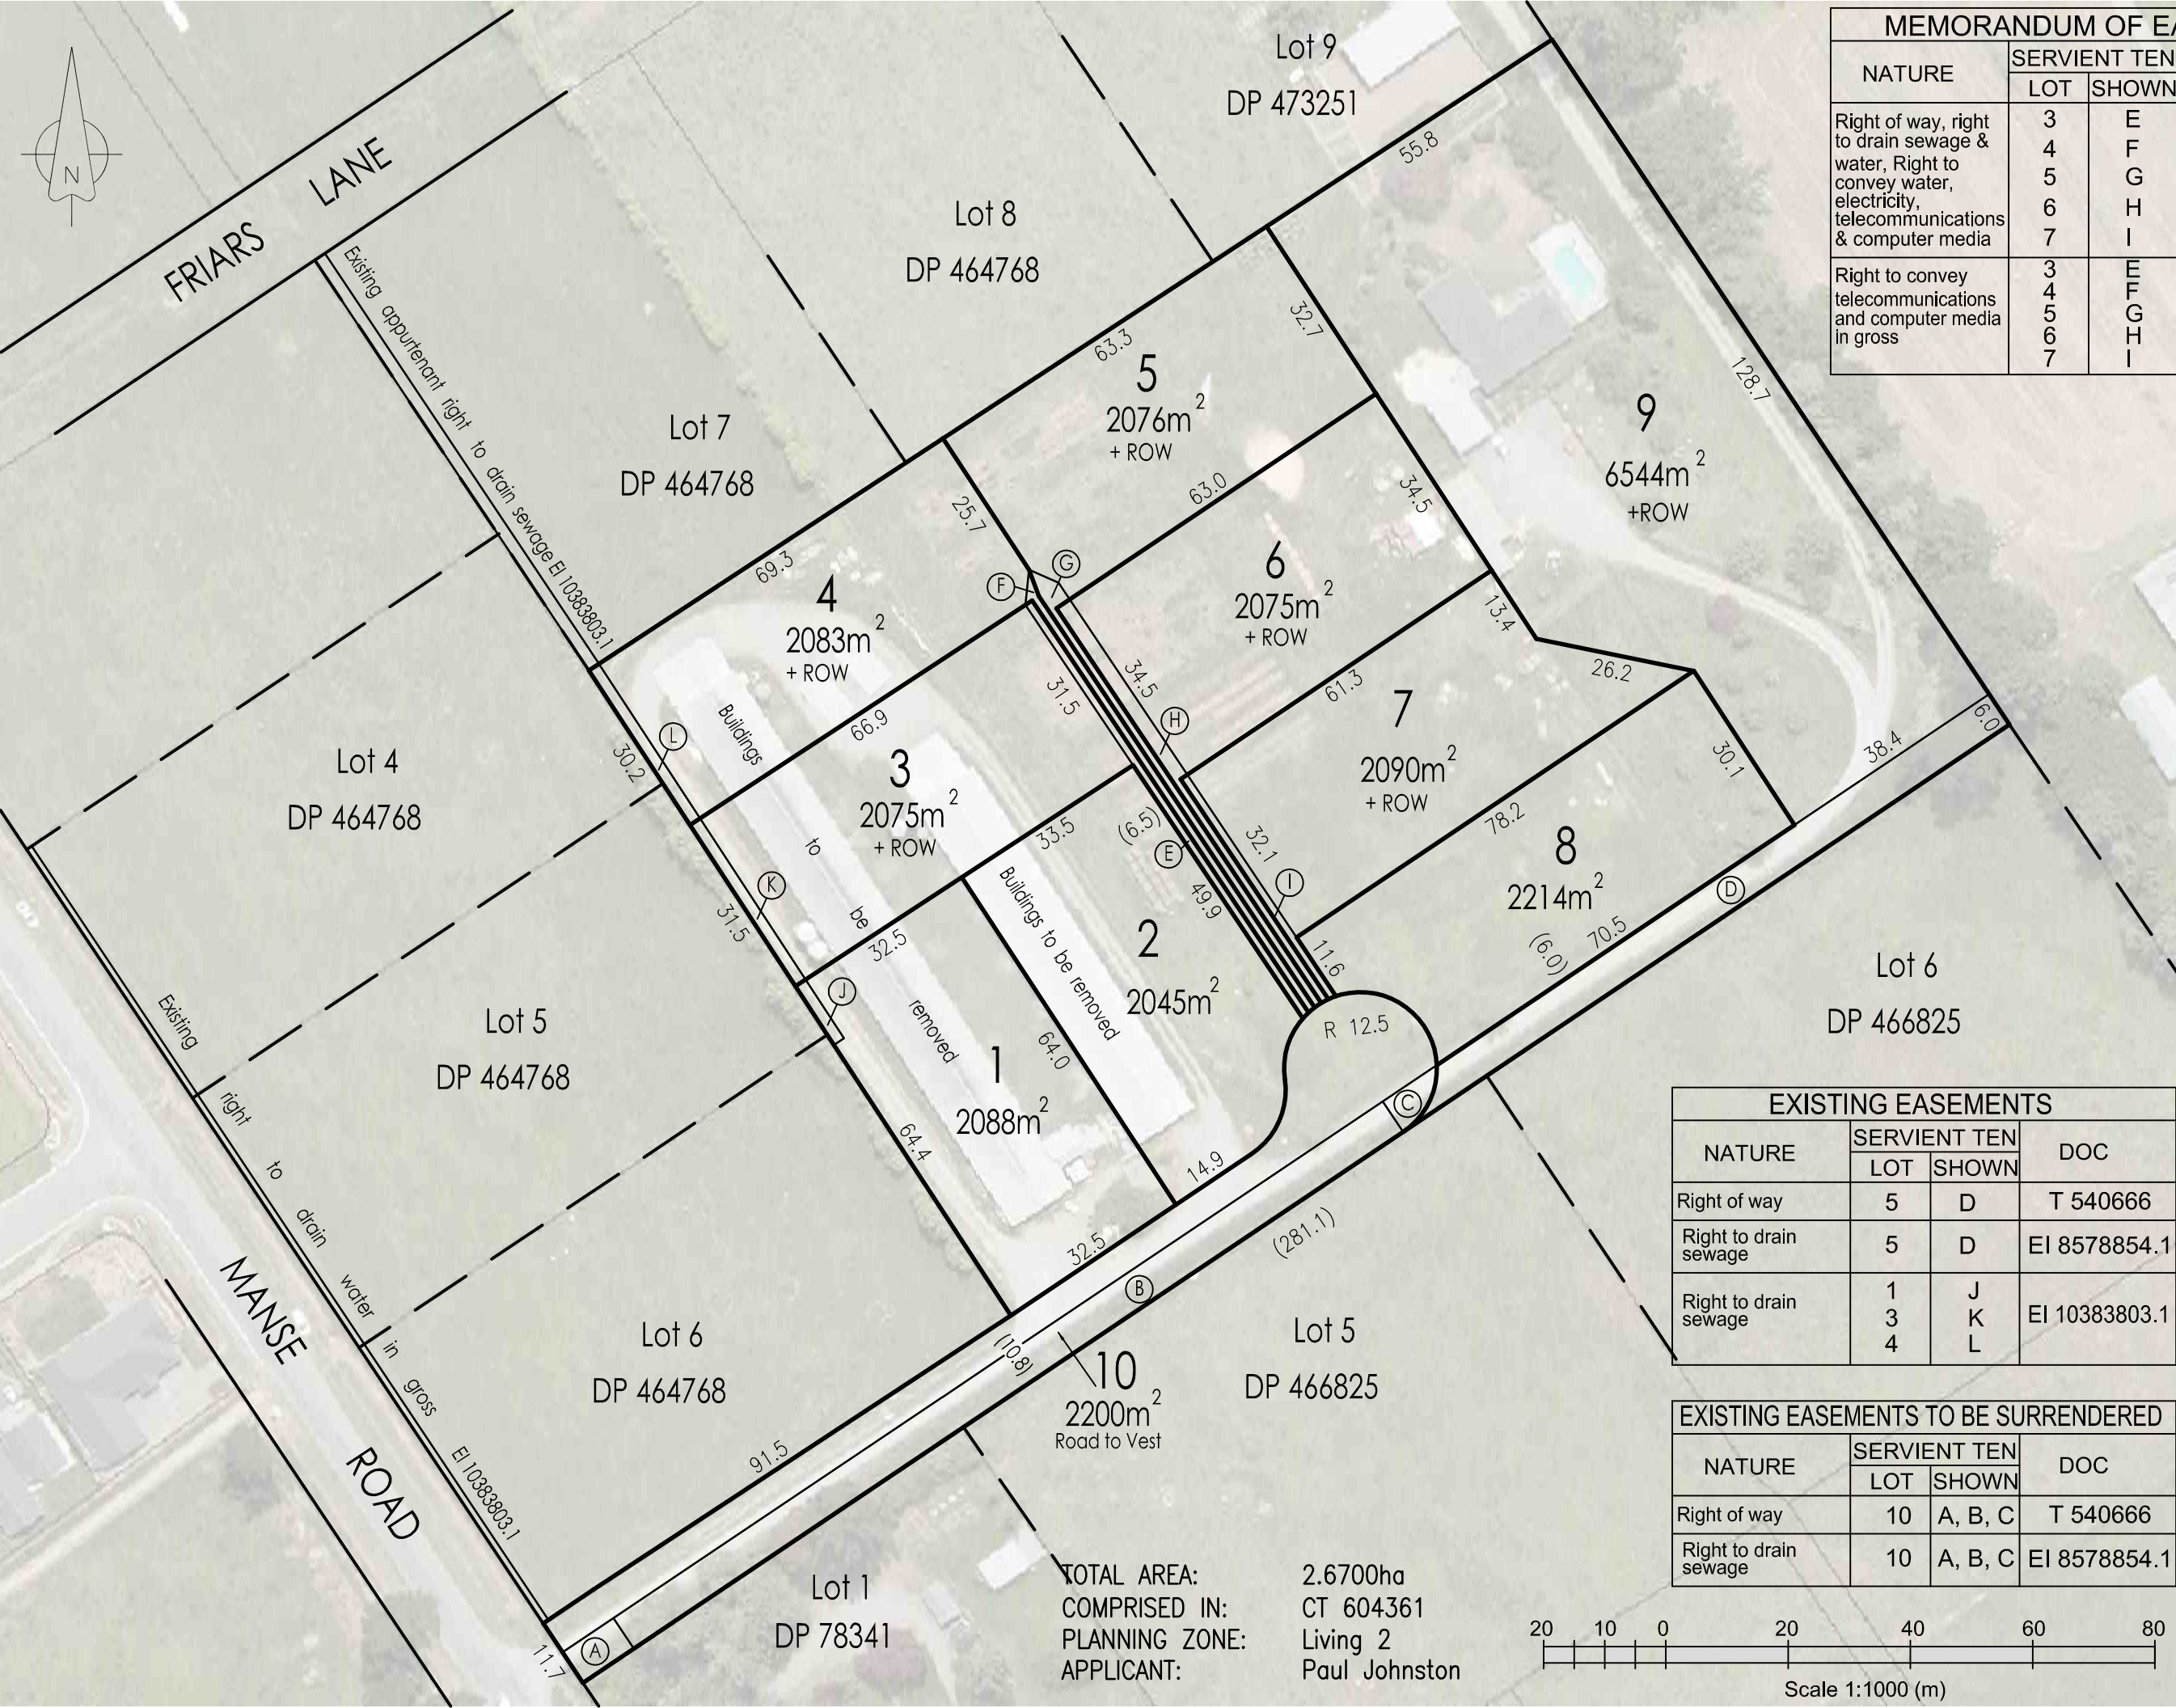 MEMORANDUM OF EA
NATURE
SERVIENT TEN
LOT
SHOWN
Right of way, right
to drain sewage &
water, Right to
convey water,
electricity,
telecommunications
& computer media
3 E
4 F
5 G
6 H
7 I
Right to convey
telecommunications
and computer media
in gross
3 E
4 F
5 G
6 H
7 I
N
FRIARS LANE
Lot 9
DP 473251
Lot 8
DP 464768
Lot 7
DP 464768
Existing appurtenant right to drain sewage EI 10383803.1
55.8
63.3
32.7
128.7
5
2076m2
+ ROW
9
6544m2
+ROW
25.7
63.0
34.5
69.3
4
2083m2
+ ROW
F
G
6
2075m2
+ ROW
13.4
26.2
Lot 4
DP 464768
L
30.2
Buildings to be removed
66.9
31.5
34.5
H
61.3
7
2090m2
+ ROW
30.1
38.4
6.0
3
2075m2
+ ROW
33.5
(6.5)
E
32.1
78.2
8
2214m2
K
31.5
32.5
Buildings to be removed
49.9
I
11.6
D
70.5
(6.0)
2
2045m2
J
Lot 5
DP 464768
Existing right to drain water in gross EI 10383803.1
1
2088m2
64.0
R 12.5
C
Lot 6
DP 466825
64.4
14.9
32.5
(281.1)
B
MANSE ROAD
Lot 6
DP 464768
(10.8)
10
2200m2
Road to Vest
Lot 5
DP 466825
91.5
11.7
A
Lot 1
DP 78341
EXISTING EASEMENTS
NATURE
SERVIENT TEN
LOT
SHOWN
DOC
Right of way 5 D T 540666
Right to drain
sewage
5 D EI 8578854.1
Right to drain
sewage
1 J
3 K
4 L
EI 10383803.1
EXISTING EASEMENTS TO BE SURRENDERED
NATURE
SERVIENT TEN
LOT
SHOWN
DOC
Right of way 10 A, B, C T 540666
Right to drain
sewage
10 A, B, C EI 8578854.1
TOTAL AREA: 2.6700ha
COMPRISED IN: CT 604361
PLANNING ZONE: Living 2
APPLICANT: Paul Johnston
20 10 0 20 40 60 80
Scale 1:1000 (m)